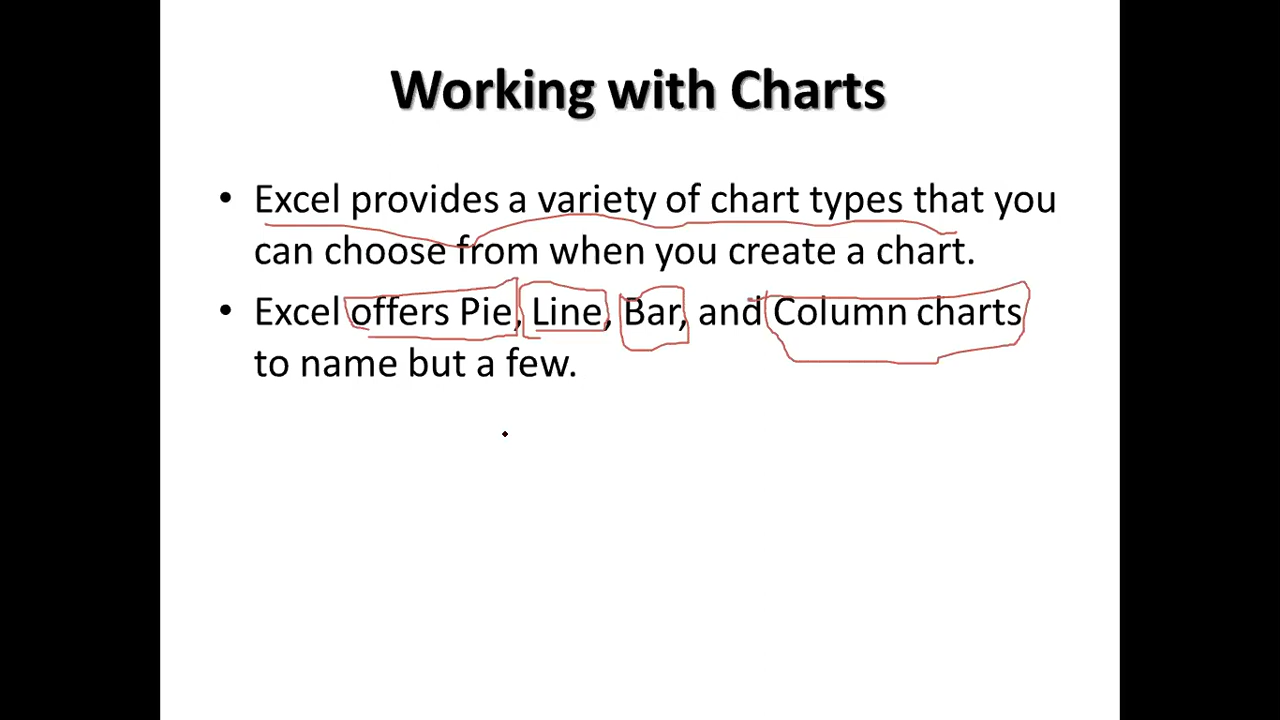 Working with Charts
• Excel provides a variety of chart types that you
can choose from when you create a chart.
• Excel offers Pie, Line, Bar, and Column charts
to name but a few.